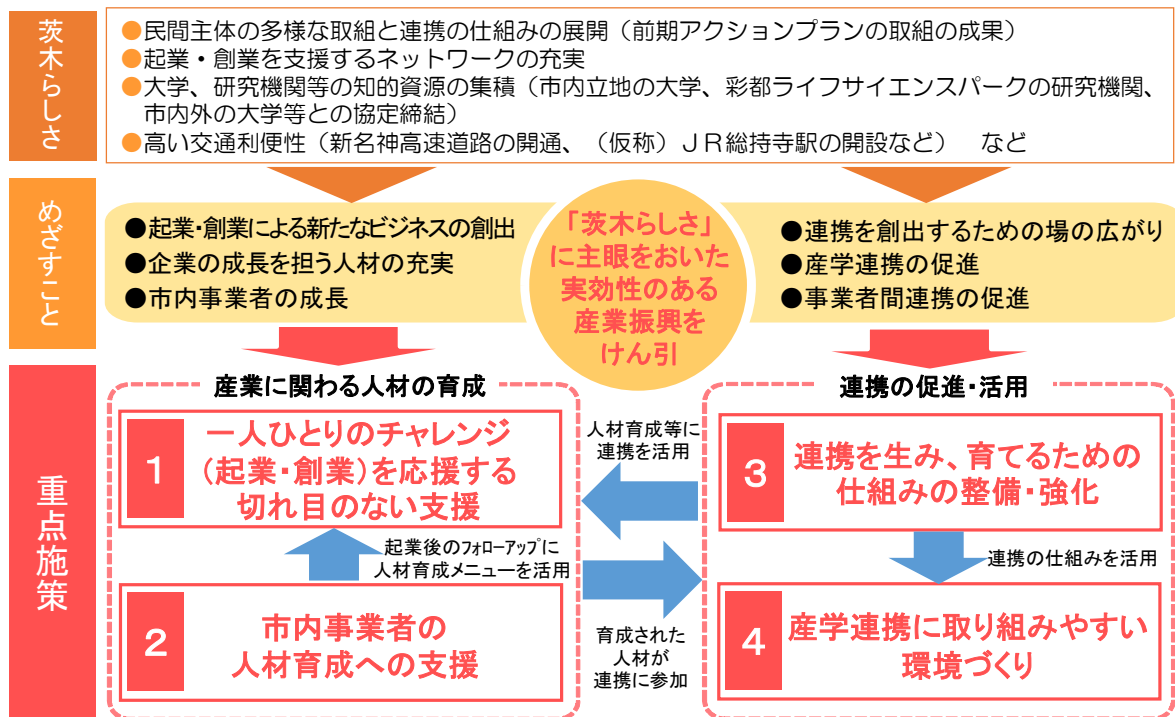 茨木らしさ
●民間主体の多様な取組と連携の仕組みの展開（前期アクションプランの取組の成果）
●起業・創業を支援するネットワークの充実
●大学、研究機関等の知的資源の集積（市内立地の大学、彩都ライフサイエンスパークの研究機関、
市内外の大学等との協定締結）
●高い交通利便性（新名神高速道路の開通、（仮称）ＪＲ総持寺駅の開設など）　など
めざすこと
●起業・創業による新たなビジネスの創出
●企業の成長を担う人材の充実
●市内事業者の成長
「茨木らしさ」
に主眼をおいた
実効性のある
産業振興を
けん引
●連携を創出するための場の広がり
●産学連携の促進
●事業者間連携の促進
重点施策
産業に関わる人材の育成
1
一人ひとりのチャレンジ
（起業・創業）を応援する
切れ目のない支援
起業後のフォローアップに
人材育成メニューを活用
2
市内事業者の
人材育成への支援
人材育成等に
連携を活用
育成された
人材が
連携に参加
連携の促進・活用
3
連携を生み、育てるための
仕組みの整備・強化
連携の仕組みを活用
4
産学連携に取り組みやすい
環境づくり